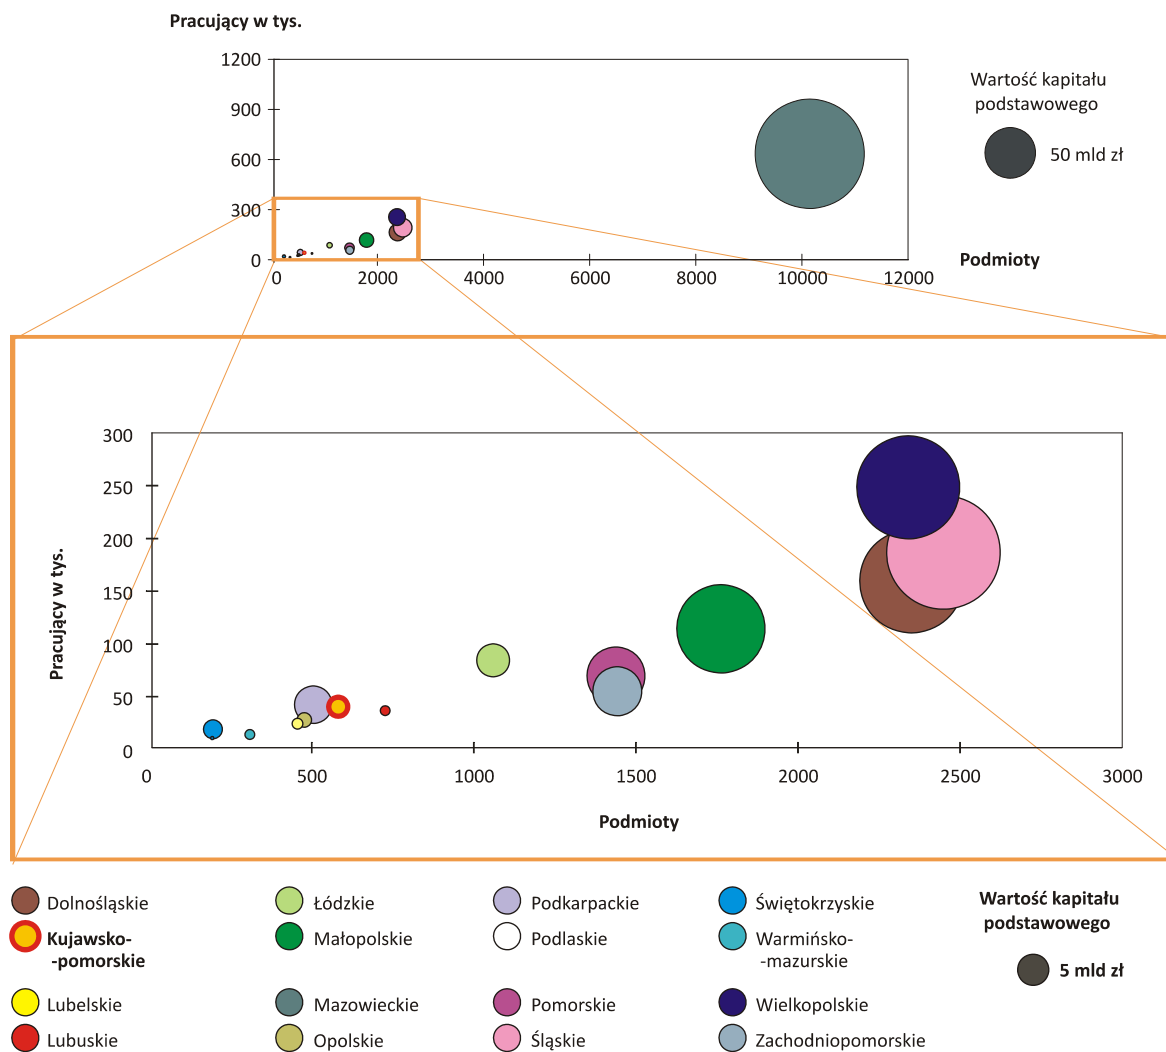 Pracujący w tys.
1200
900
600
300
0
0 2000 4000 6000 8000 10000 12000
Podmioty
Wartość kapitału
podstawowego
50 mld zł
300
250
200
150
100
50
0
0 500 1000 1500 2000 2500 3000
Pracujący w tys.
Podmioty
Dolnośląskie
Kujawsko-
-pomorskie
Lubelskie
Lubuskie
Łódzkie
Małopolskie
Mazowieckie
Opolskie
Podkarpackie
Podlaskie
Pomorskie
Śląskie
Świętokrzyskie
Warmińsko-
-mazurskie
Wielkopolskie
Zachodniopomorskie
Wartość kapitału
podstawowego
5 mld zł